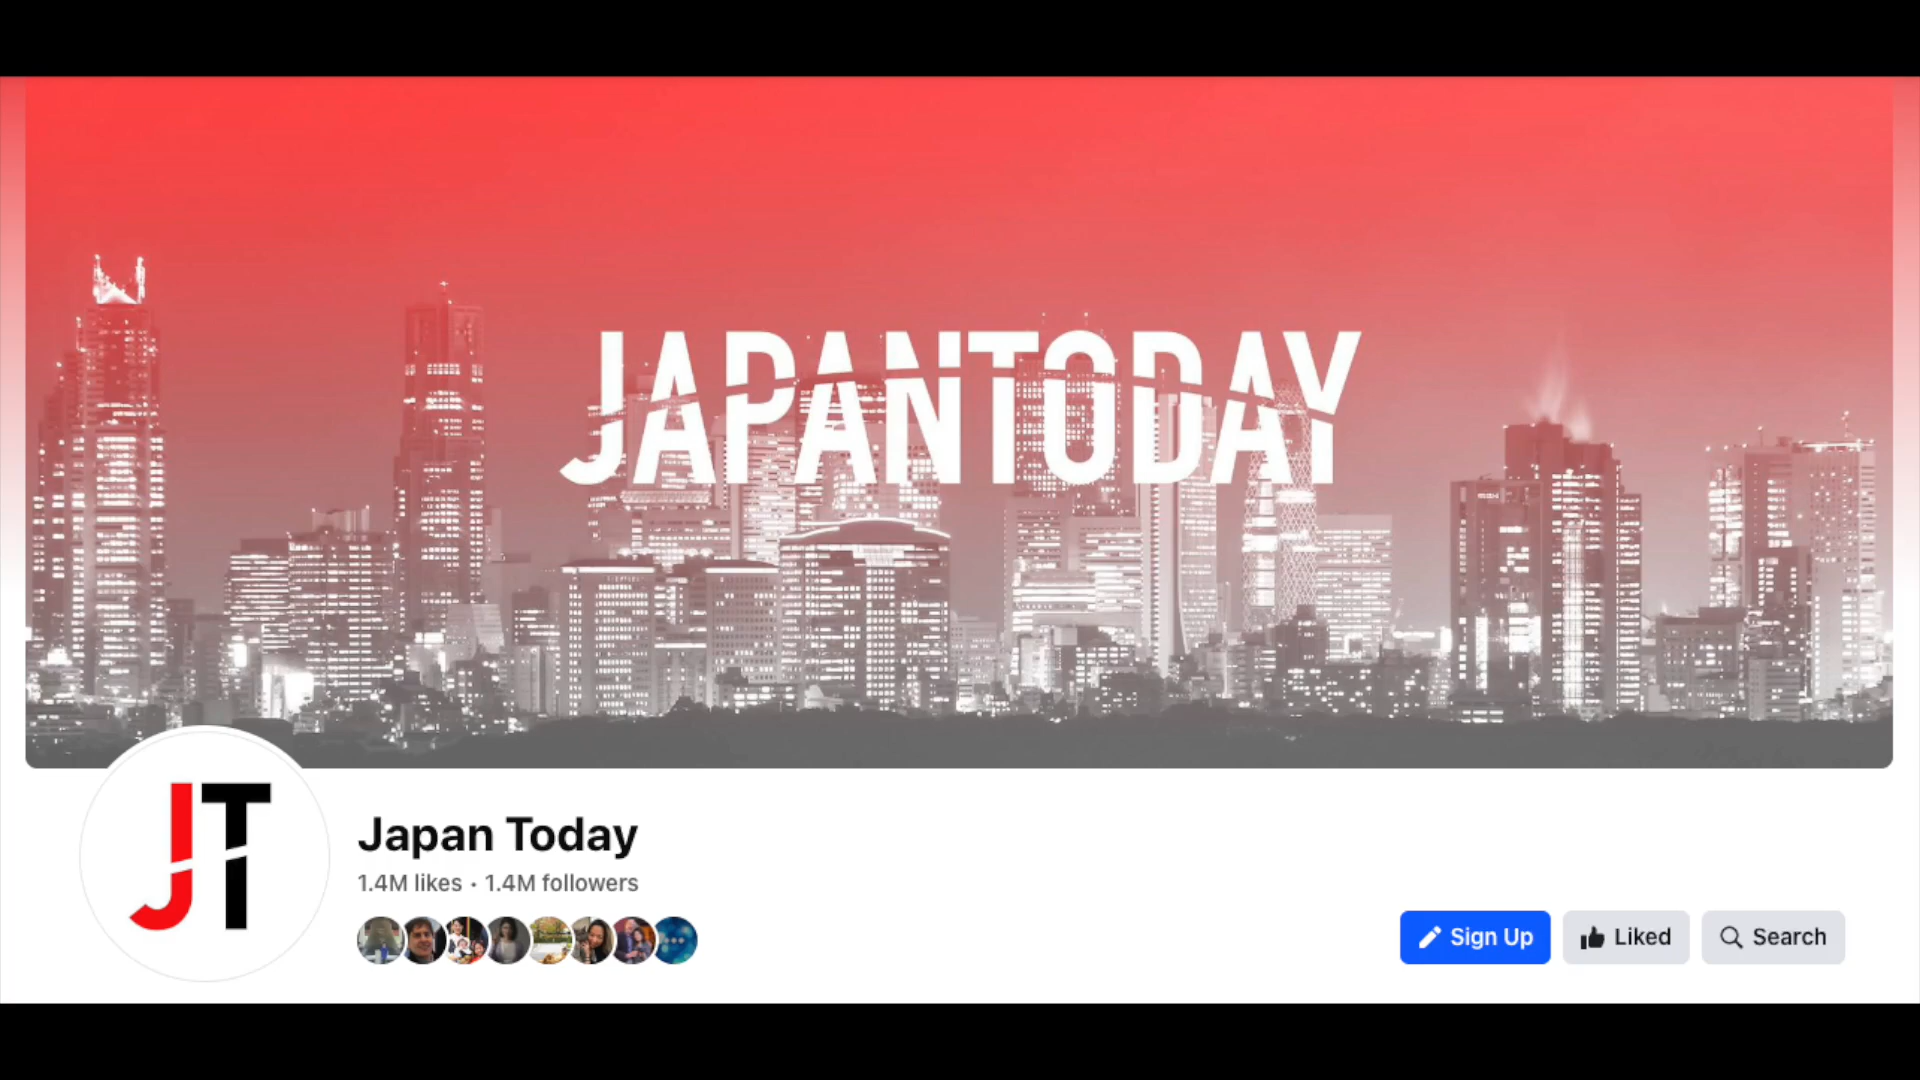 JAPANTODAY
JT
Japan Today
1.4M likes · 1.4M followers
Sign Up
Liked
Search